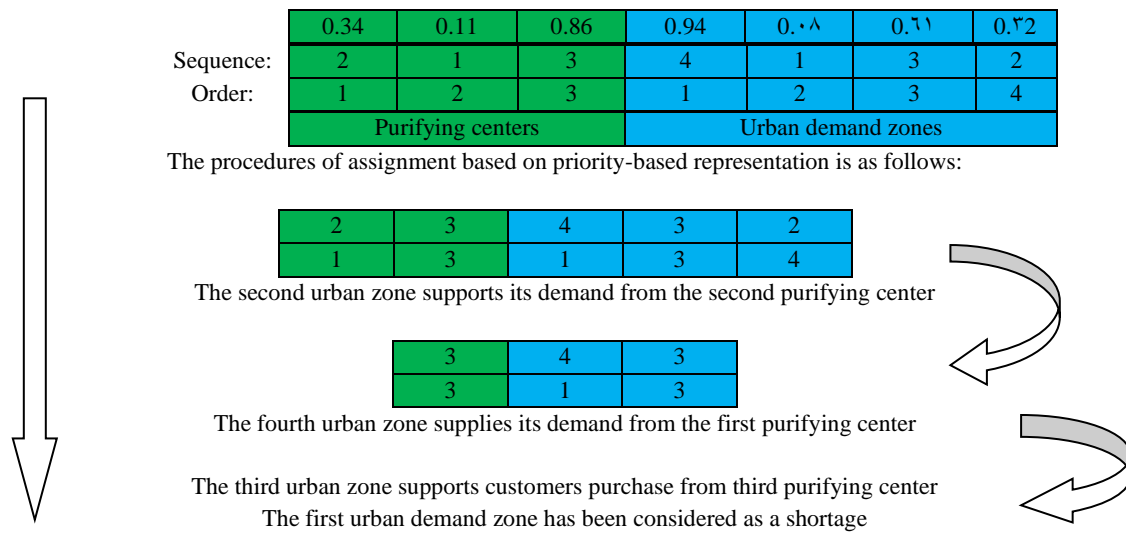 0.34 0.11 0.86 0.94 0.٠٨ 0.٦١ 0.٣2
Sequence: 2 1 3 4 1 3 2
Order: 1 2 3 1 2 3 4
Purifying centers Urban demand zones
The procedures of assignment based on priority-based representation is as follows:
2 3 4 3 2
1 3 1 3 4
The second urban zone supports its demand from the second purifying center
3 4 3
3 1 3
The fourth urban zone supplies its demand from the first purifying center
The third urban zone supports customers purchase from third purifying center
The first urban demand zone has been considered as a shortage